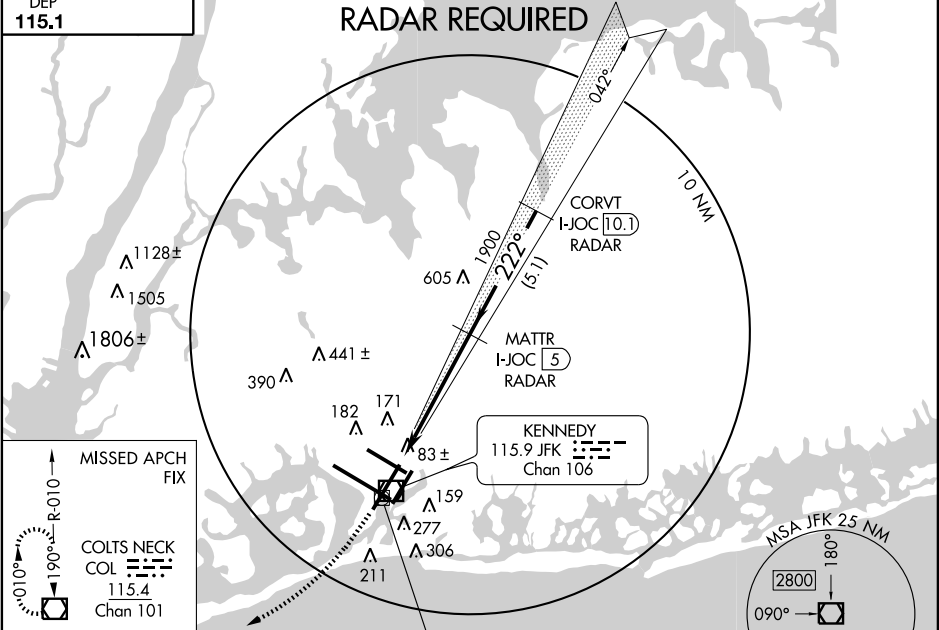 DEP
115.1
RADAR REQUIRED
042°
10 NM
CORVT
I-JOC 10.1
RADAR
1900
222°
(5.1)
605
1128±
1505
1806±
MATTR
I-JOC 5
RADAR
441±
390
171
182
83±
KENNEDY
115.9 JFK
Chan 106
159
277
306
211
MISSED APCH
FIX
R-010
190°
010°
COLTS NECK
COL
115.4
Chan 101
MSA JFK 25 NM
180°
2800
090°